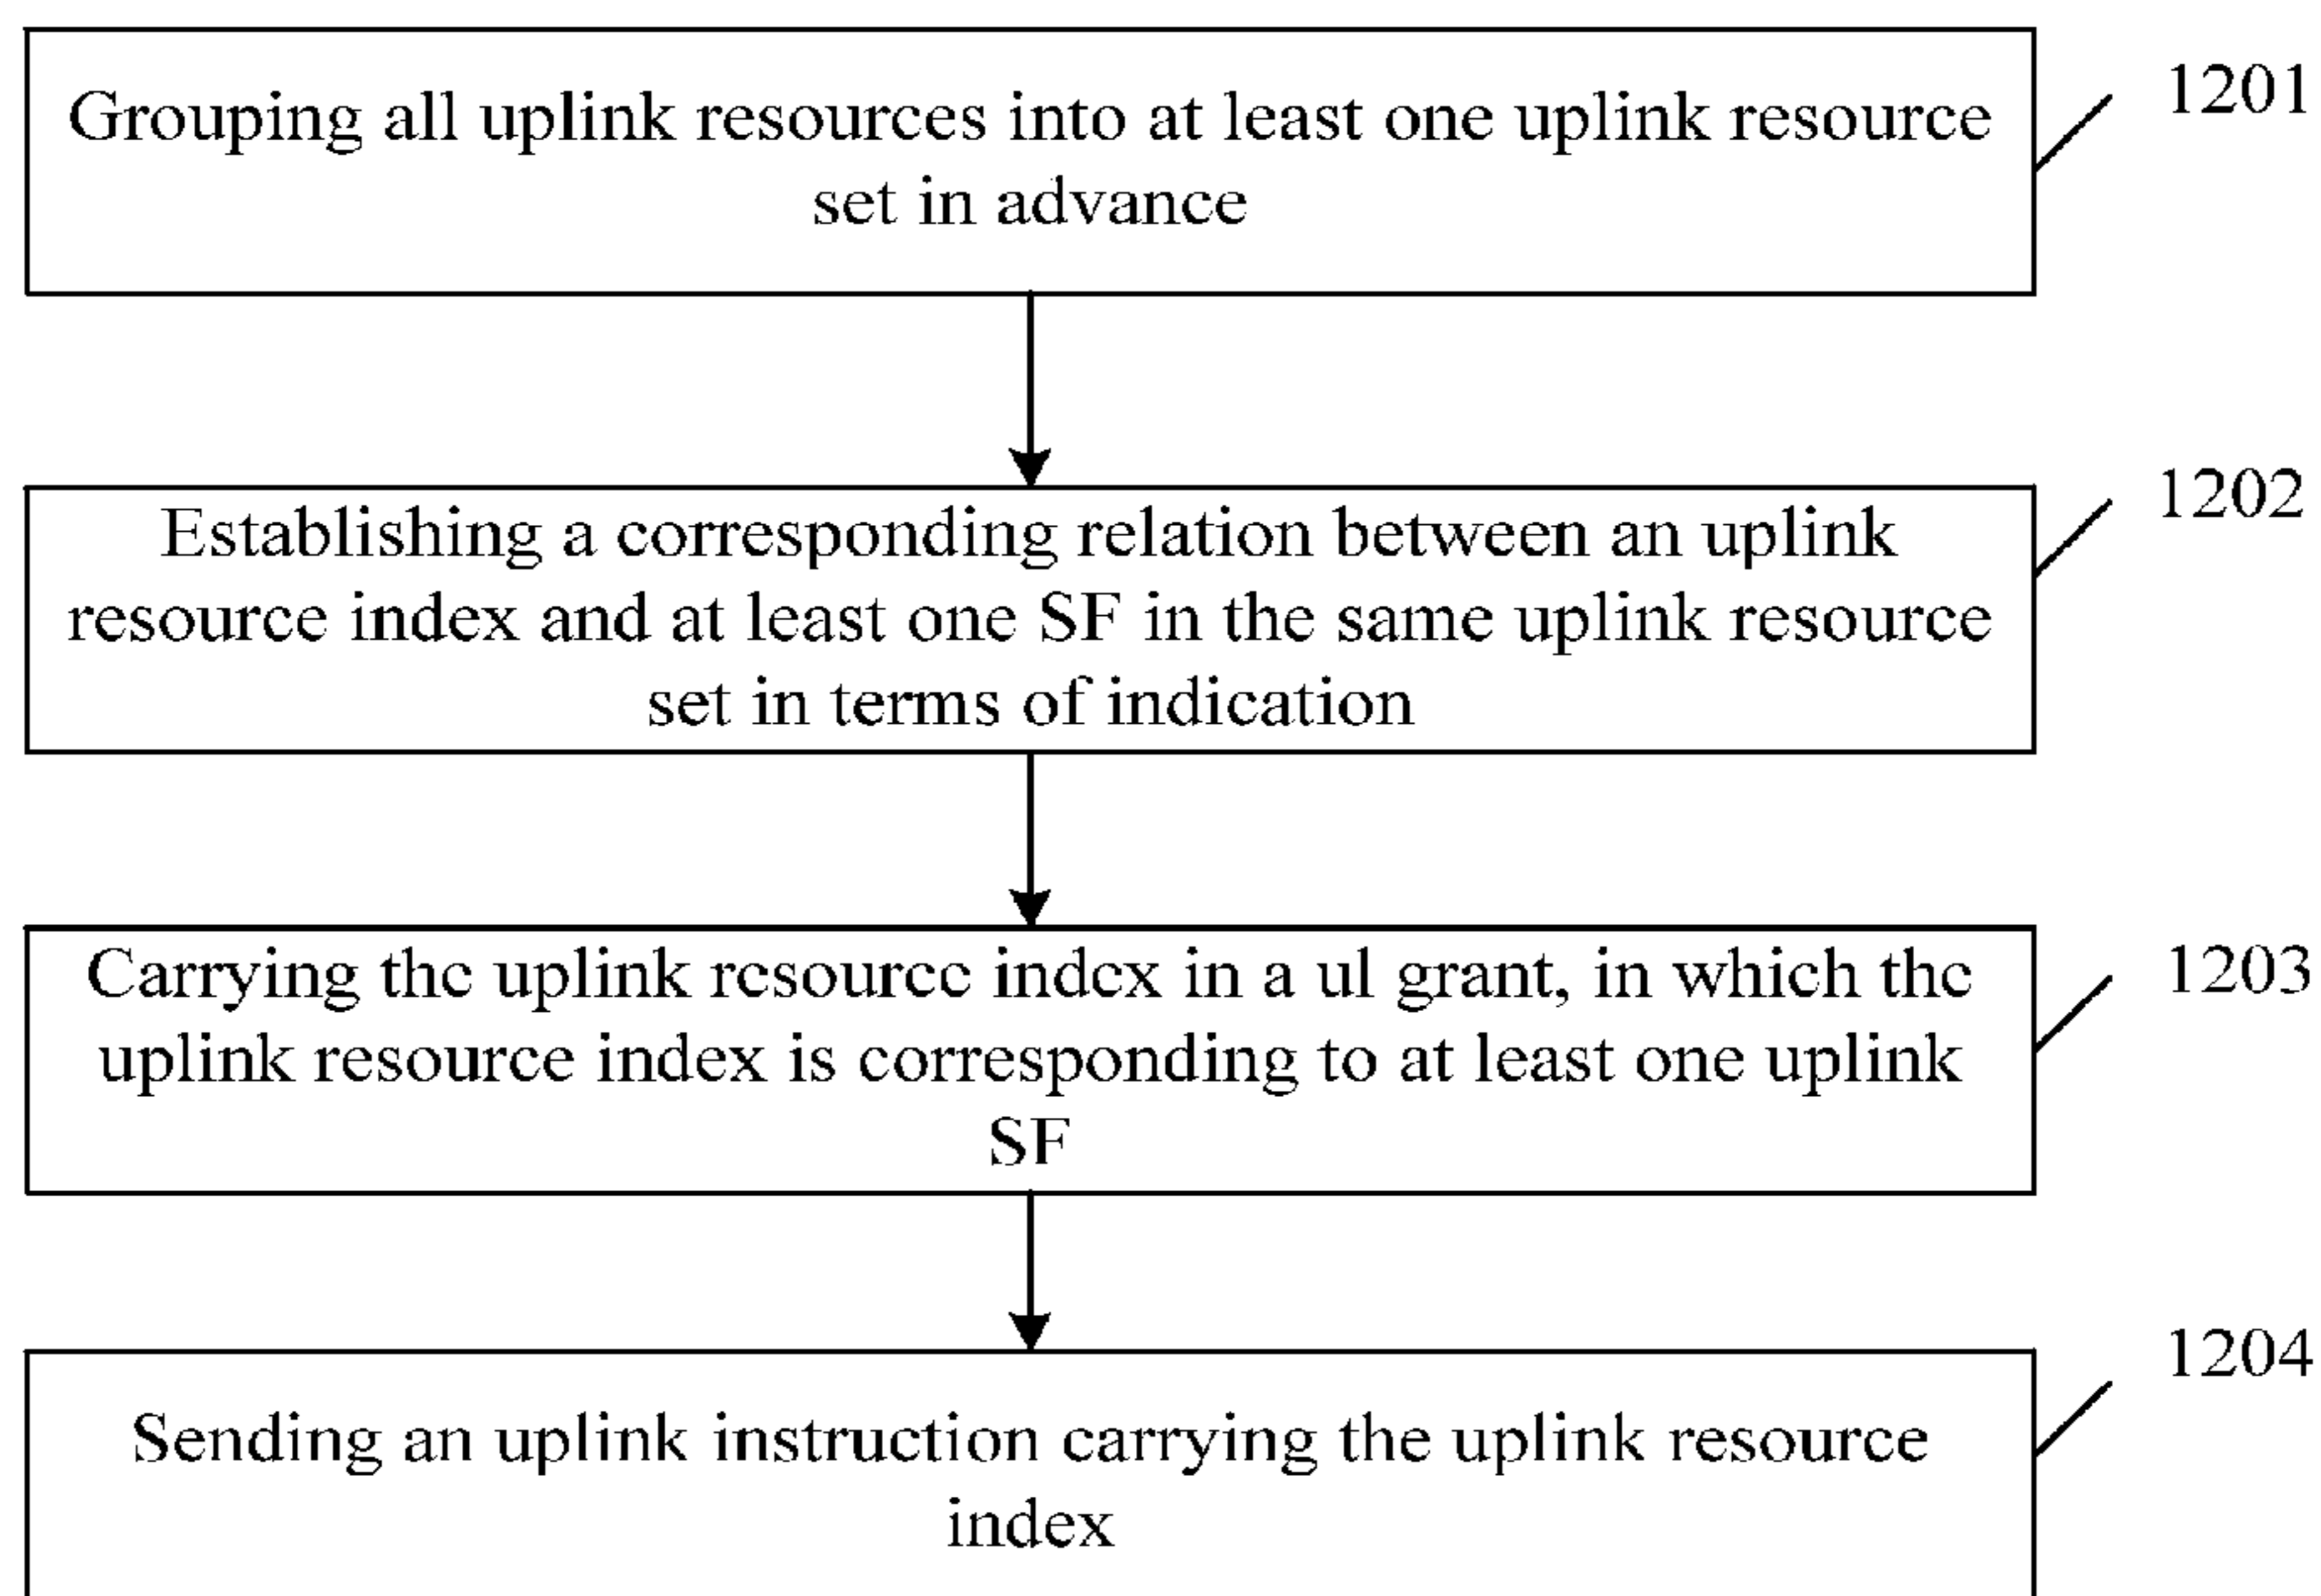 Grouping all uplink resources into at least one uplink resource
set in advance
1201
Establishing a corresponding relation between an uplink
resource index and at least one SF in the same uplink resource
set in terms of indication
1202
Carrying the uplink resource index in a ul grant, in which the
uplink resource index is corresponding to at least one uplink
SF
1203
Sending an uplink instruction carrying the uplink resource
index
1204